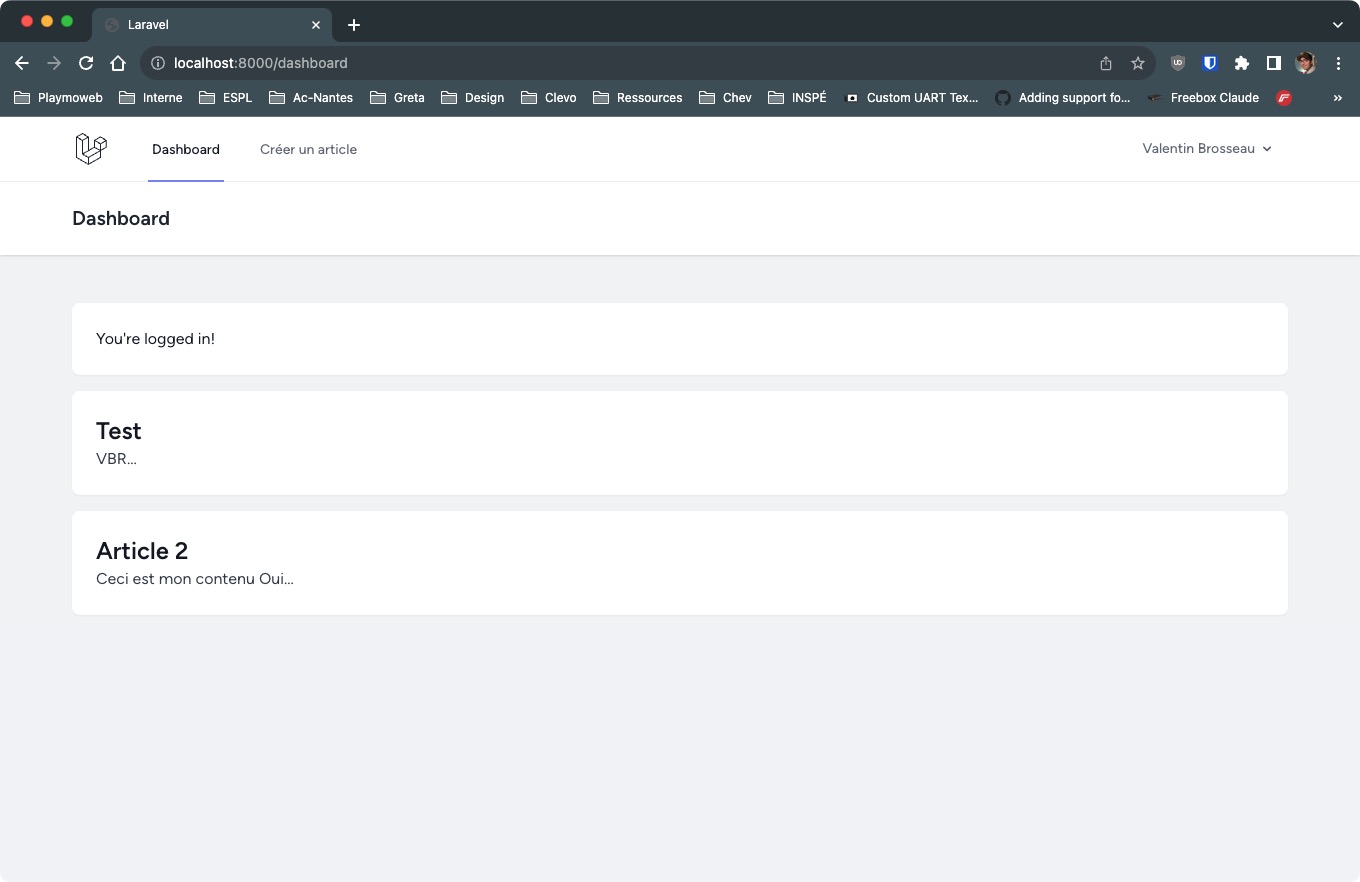 Laravel
localhost:8000/dashboard
Playmoweb Interne ESPL Ac-Nantes Greta Design Clevo Ressources Chev INSPÉ Custom UART Tex... Adding support fo... Freebox Claude »
Dashboard Créer un article Valentin Brosseau
Dashboard
You're logged in!
Test
VBR...
Article 2
Ceci est mon contenu Oui...